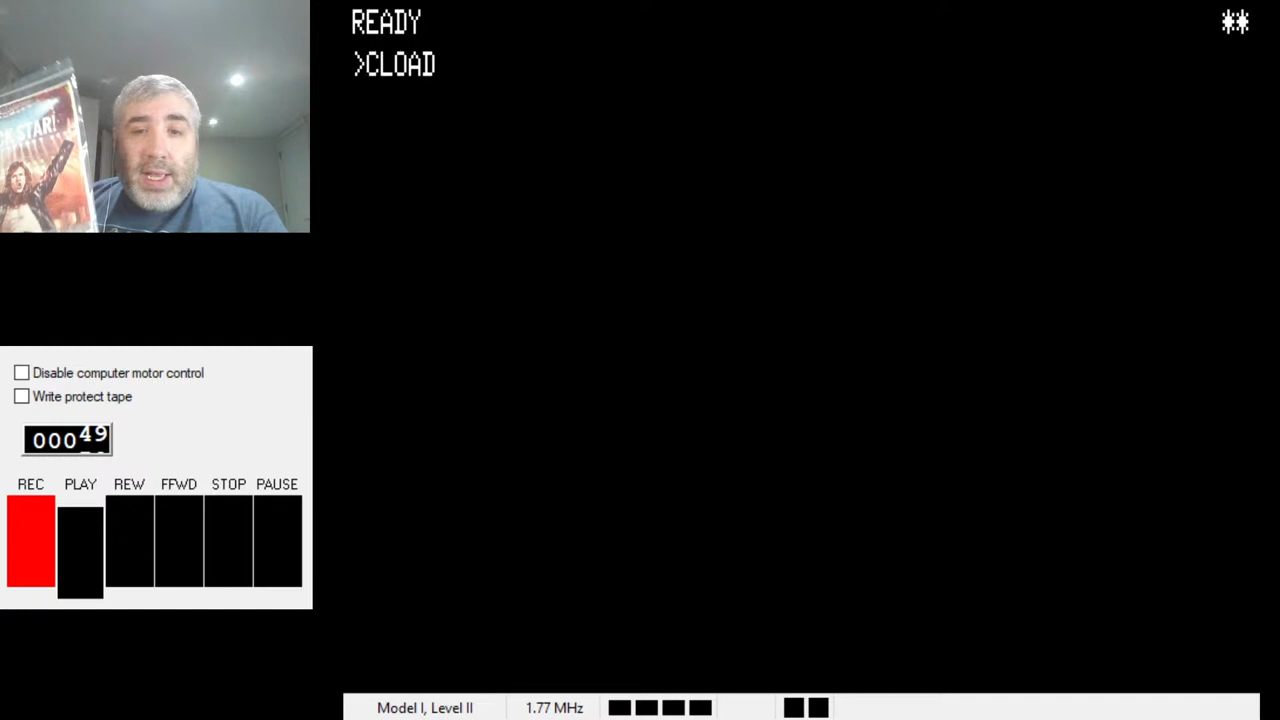 READY
**
>CLOAD
STAR!
Disable computer motor control
Write protect tape
00049
REC PLAY REW FFWD STOP PAUSE
Model I, Level II 1.77 MHz